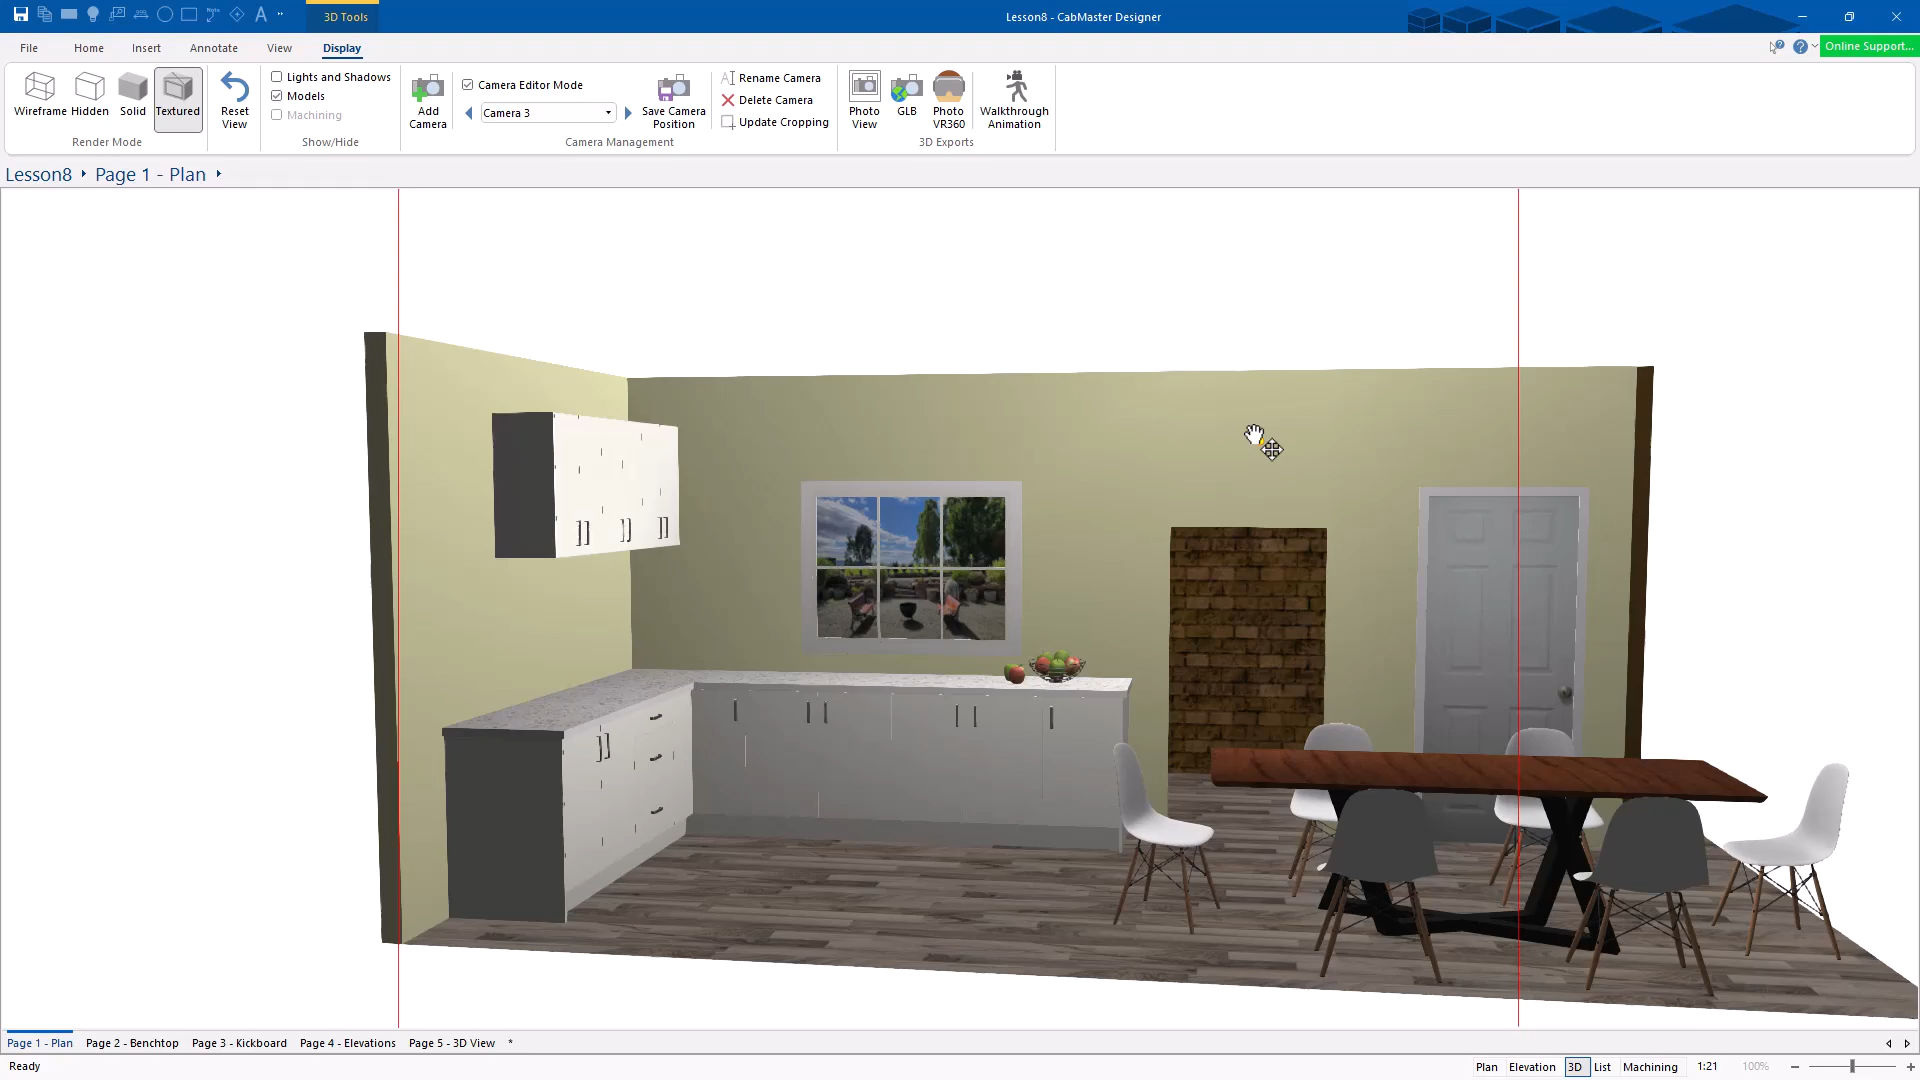 3D Tools
Lesson8 - CabMaster Designer
File Home Insert Annotate View Display
Online Support...
Wireframe Hidden Solid Textured
Render Mode
Reset View
Lights and Shadows
Models
Machining
Show/Hide
Add Camera
Camera Editor Mode
Camera 3
Save Camera Position
Rename Camera
Delete Camera
Update Cropping
Camera Management
Photo View
GLB
Photo VR360
Walkthrough Animation
3D Exports
Lesson8 Page 1 - Plan
Page 1 - Plan Page 2 - Benchtop Page 3 - Kickboard Page 4 - Elevations Page 5 - 3D View *
Ready
Plan Elevation 3D List Machining 1:21 100%